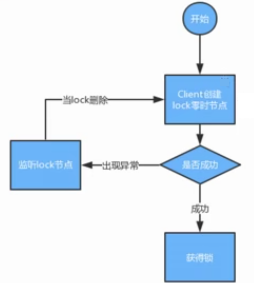 开始
Client创建
lock零时节点
当lock删除
监听lock节点
出现异常
是否成功
成功
获得锁